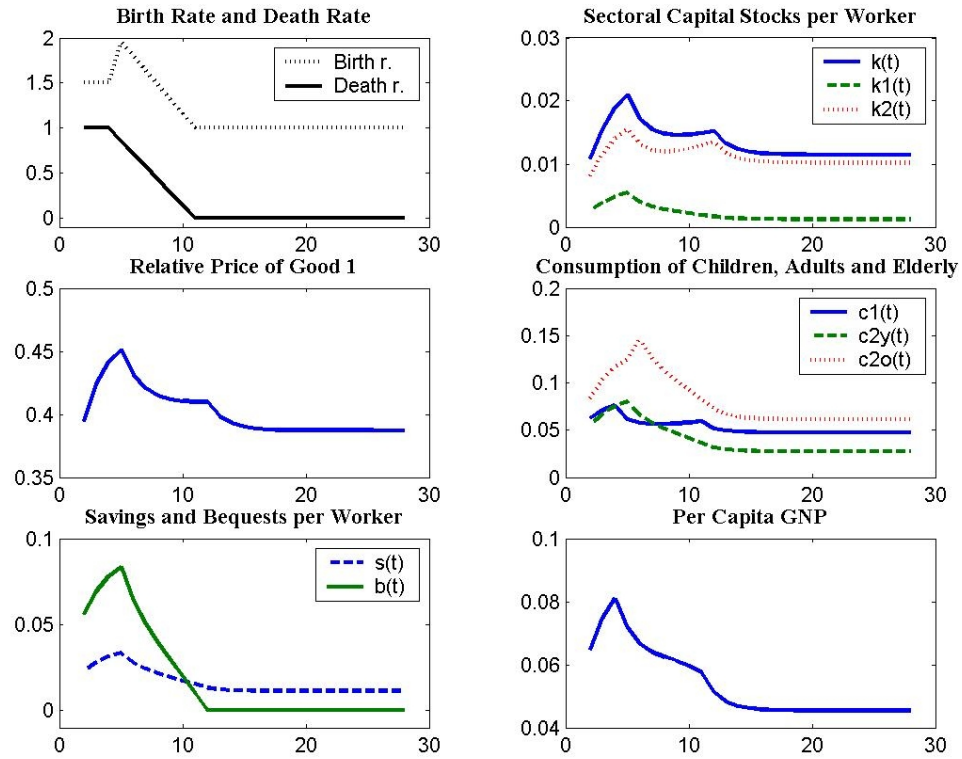 Birth Rate and Death Rate
2
1.5
1
0.5
0
0 10 20 30
Birth r.
Death r.
Sectoral Capital Stocks per Worker
0.03
0.02
0.01
0
0 10 20 30
k(t)
k1(t)
k2(t)
Relative Price of Good 1
0.5
0.45
0.4
0.35
0 10 20 30
Consumption of Children, Adults and Elderly
0.2
0.15
0.1
0.05
0
0 10 20 30
c1(t)
c2y(t)
c2o(t)
Savings and Bequests per Worker
0.1
0.05
0
0 10 20 30
s(t)
b(t)
Per Capita GNP
0.1
0.08
0.06
0.04
0 10 20 30